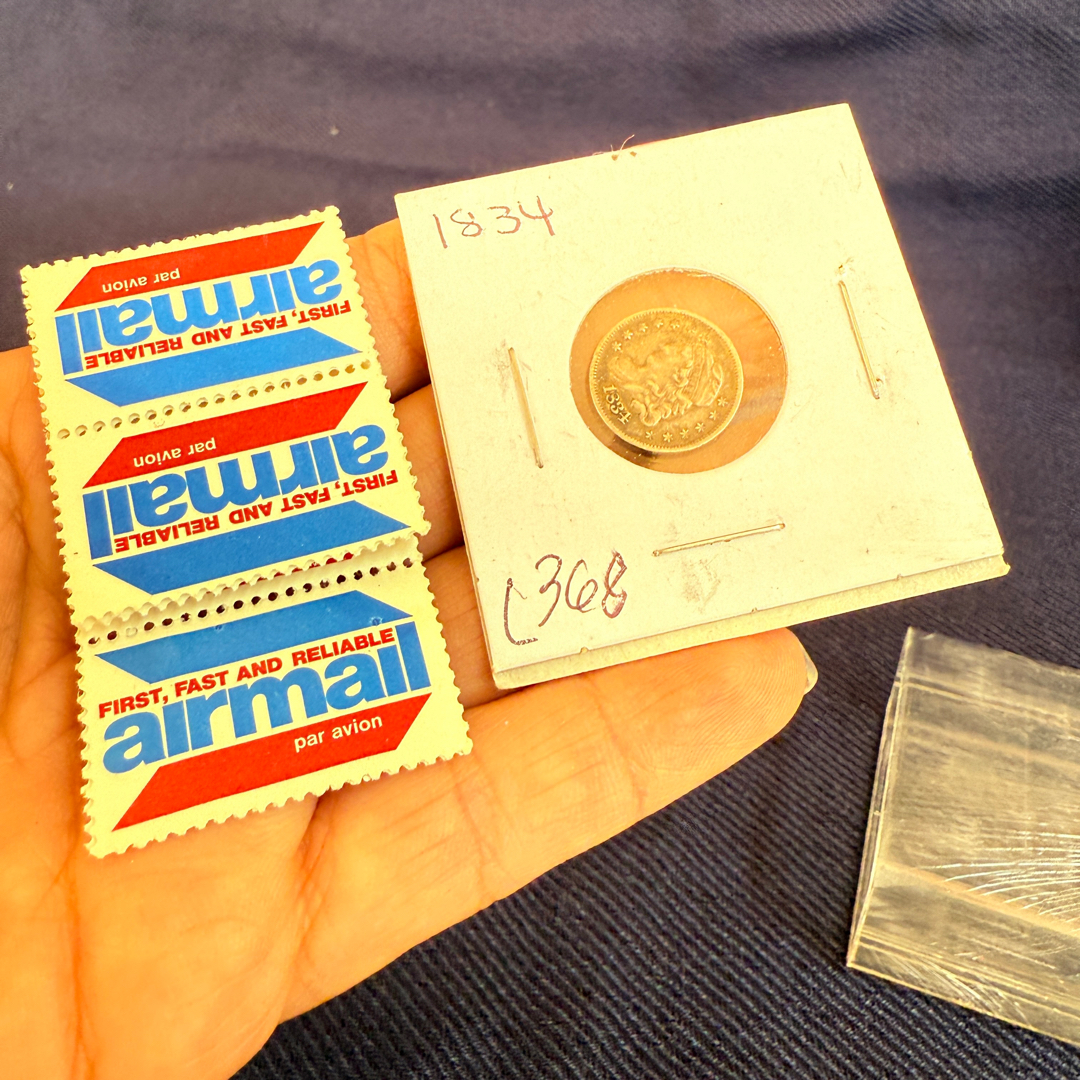 par avion
airmail
FIRST, FAST AND RELIABLE
par avion
airmail
FIRST, FAST AND RELIABLE
FIRST, FAST AND RELIABLE
airmail
par avion
1834
1834
368